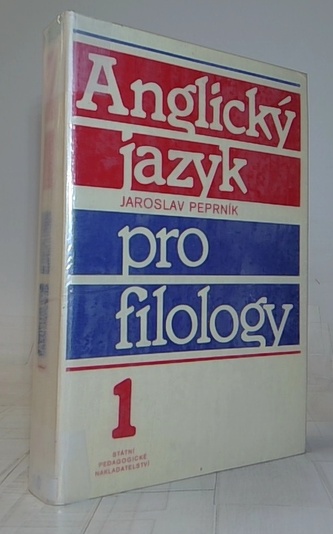 Anglický
jazyk
JAROSLAV PEPRNÍK
pro
filology
1
STÁTNÍ
PEDAGOGICKÉ
NAKLADATELSTVÍ